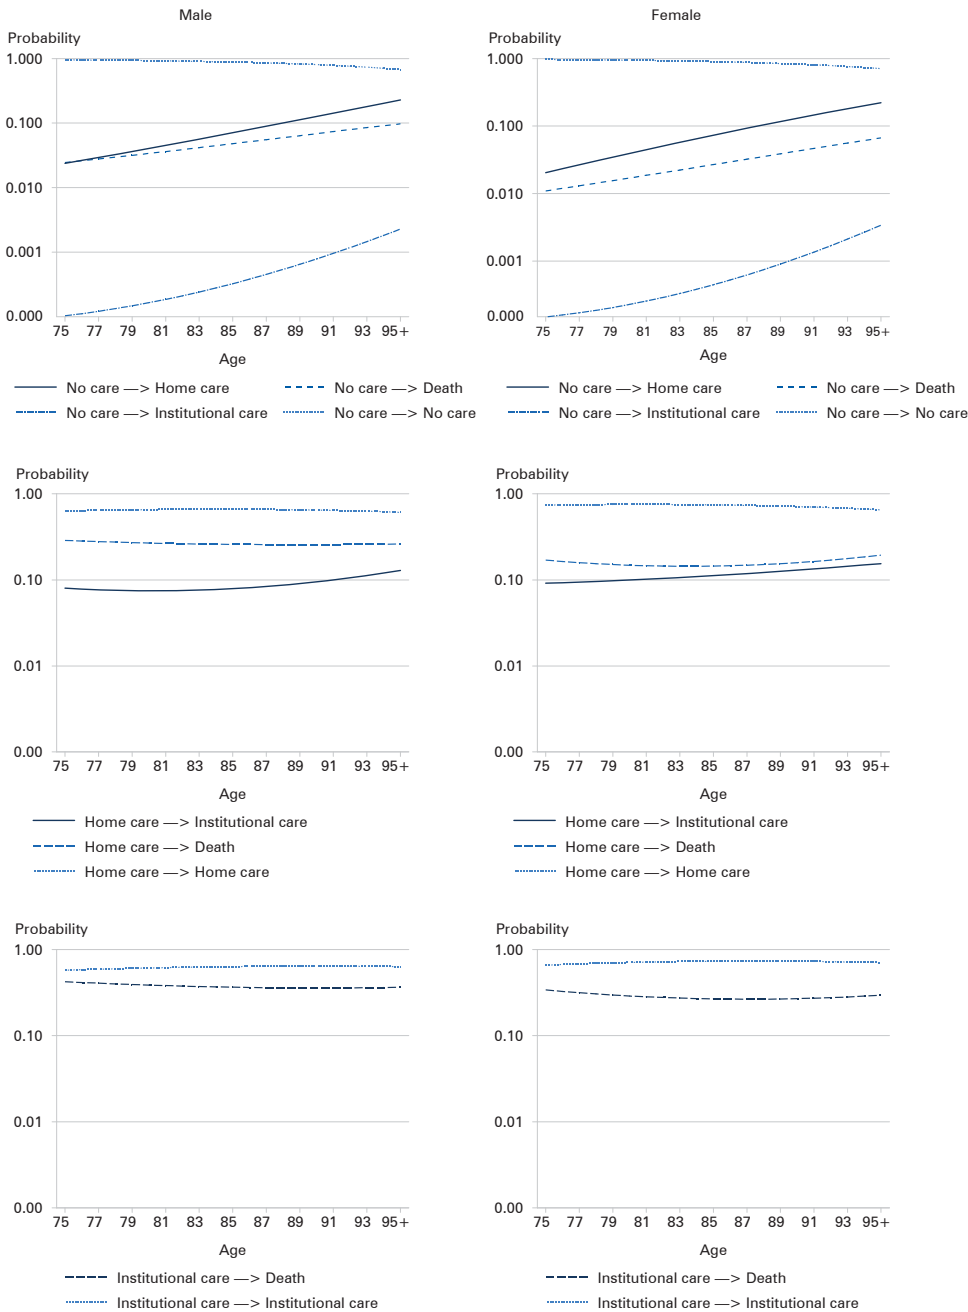 Male
Female
Probability
Probability
1.000
0.100
0.010
0.001
0.000
75 77 79 81 83 85 87 89 91 93 95+
Age
1.000
0.100
0.010
0.001
0.000
75 77 79 81 83 85 87 89 91 93 95+
Age
No care —> Home care
No care —> Death
No care —> Institutional care
No care —> No care
No care —> Home care
No care —> Death
No care —> Institutional care
No care —> No care
Probability
1.00
0.10
0.01
0.00
75 77 79 81 83 85 87 89 91 93 95+
Age
Home care —> Institutional care
Home care —> Death
Home care —> Home care
Probability
1.00
0.10
0.01
0.00
75 77 79 81 83 85 87 89 91 93 95+
Age
Home care —> Institutional care
Home care —> Death
Home care —> Home care
Probability
1.00
0.10
0.01
0.00
75 77 79 81 83 85 87 89 91 93 95+
Age
Institutional care —> Death
Institutional care —> Institutional care
Probability
1.00
0.10
0.01
0.00
75 77 79 81 83 85 87 89 91 93 95+
Age
Institutional care —> Death
Institutional care —> Institutional care